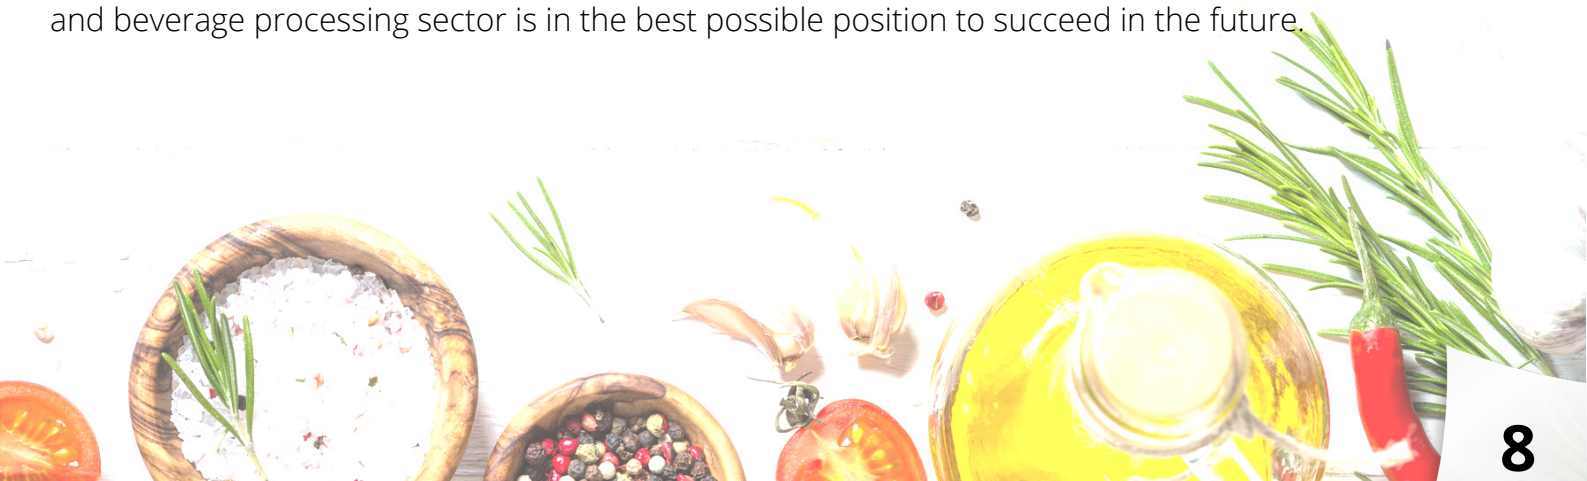 and beverage processing sector is in the best possible position to succeed in the future.
8